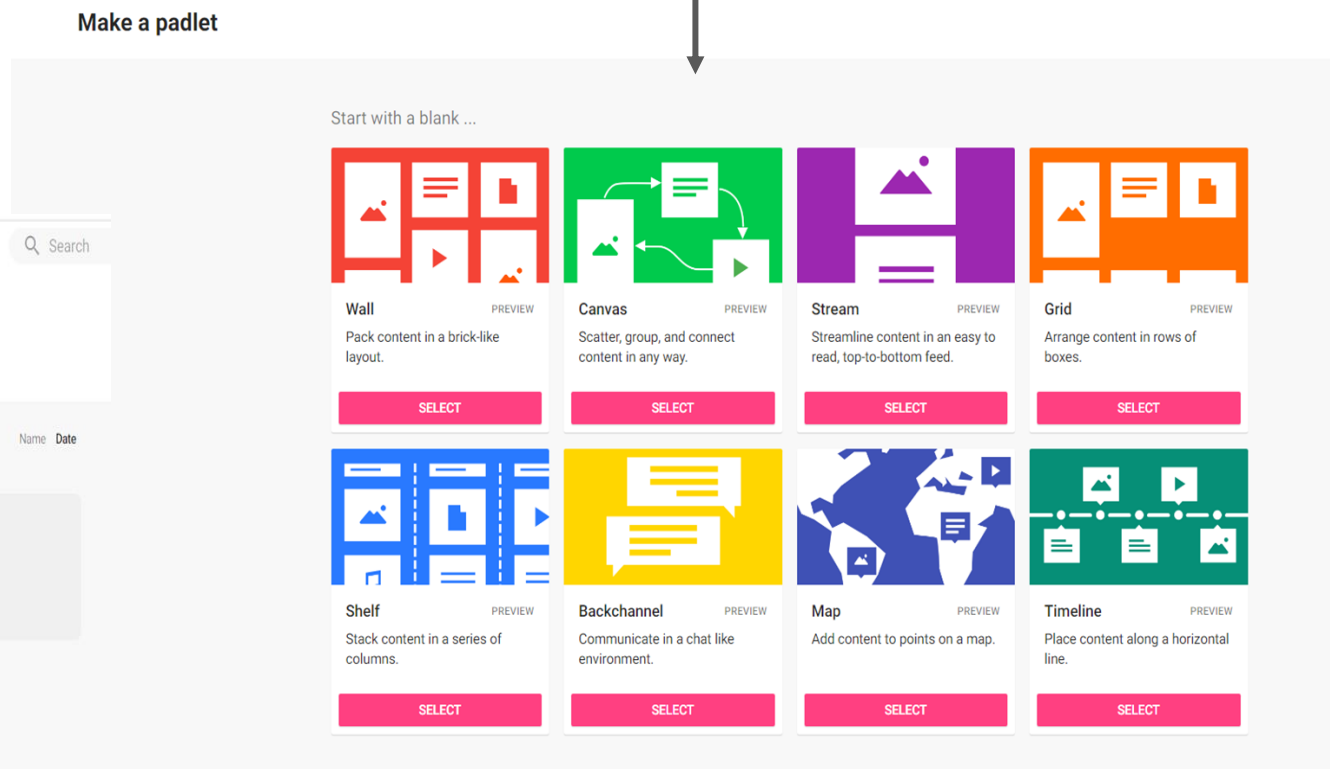 Make a padlet
Start with a blank ...
Search
Name Date
Wall PREVIEW
Pack content in a brick-like
layout.
SELECT
Canvas PREVIEW
Scatter, group, and connect
content in any way.
SELECT
Stream PREVIEW
Streamline content in an easy to
read, top-to-bottom feed.
SELECT
Grid PREVIEW
Arrange content in rows of
boxes.
SELECT
Shelf PREVIEW
Stack content in a series of
columns.
SELECT
Backchannel PREVIEW
Communicate in a chat like
environment.
SELECT
Map PREVIEW
Add content to points on a map.
SELECT
Timeline PREVIEW
Place content along a horizontal
line.
SELECT